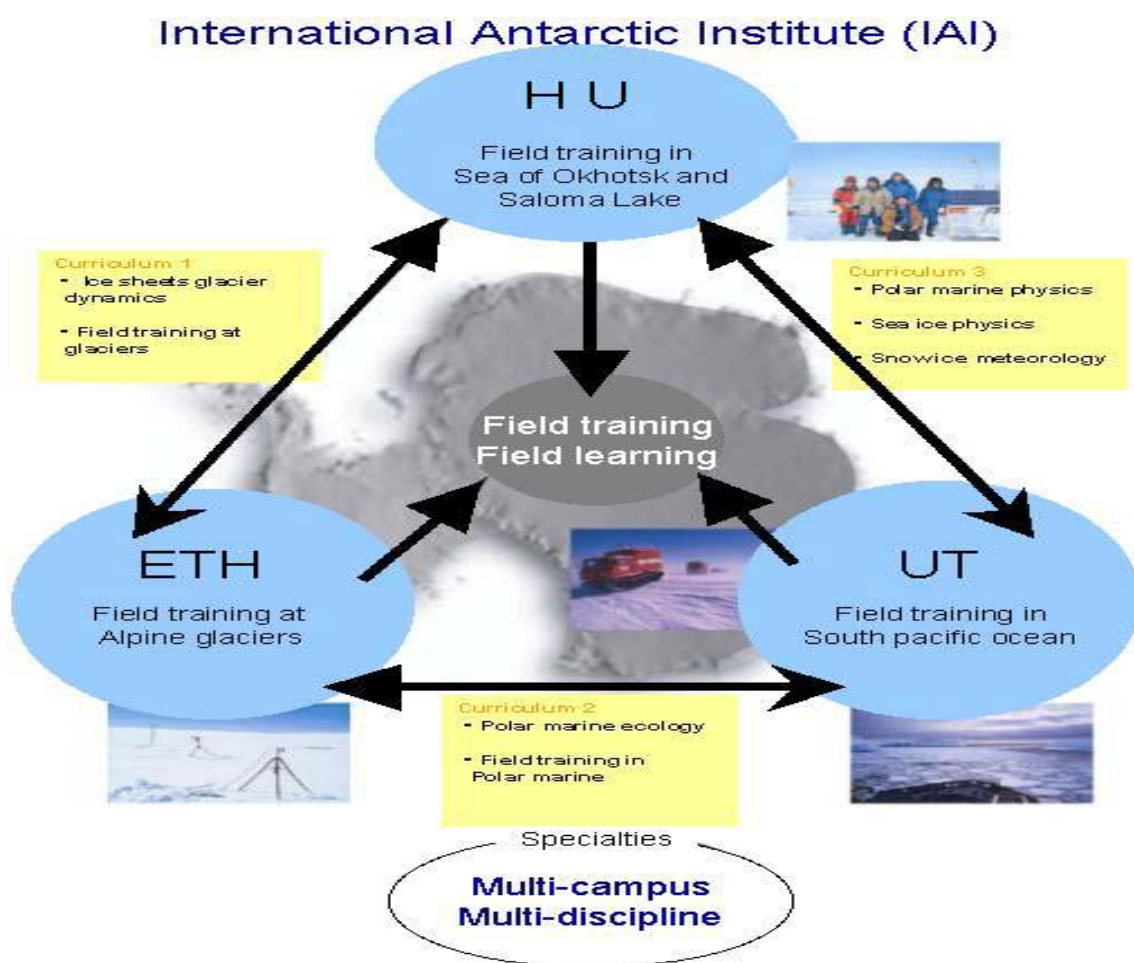 International Antarctic Institute (IAI)
H U
Field training in
Sea of Okhotsk and
Saloma Lake
Curriculum 1
▪ Ice sheets glacier
dynamics
▪ Field training at
glaciers
Curriculum 3
▪ Polar marine physics
▪ Sea ice physics
▪ Snowice meteorology
Field training
Field learning
ETH
Field training at
Alpine glaciers
UT
Field training in
South pacific ocean
Curriculum 2
▪ Polar marine ecology
▪ Field training in
Polar marine
Specialties
Multi-campus
Multi-discipline